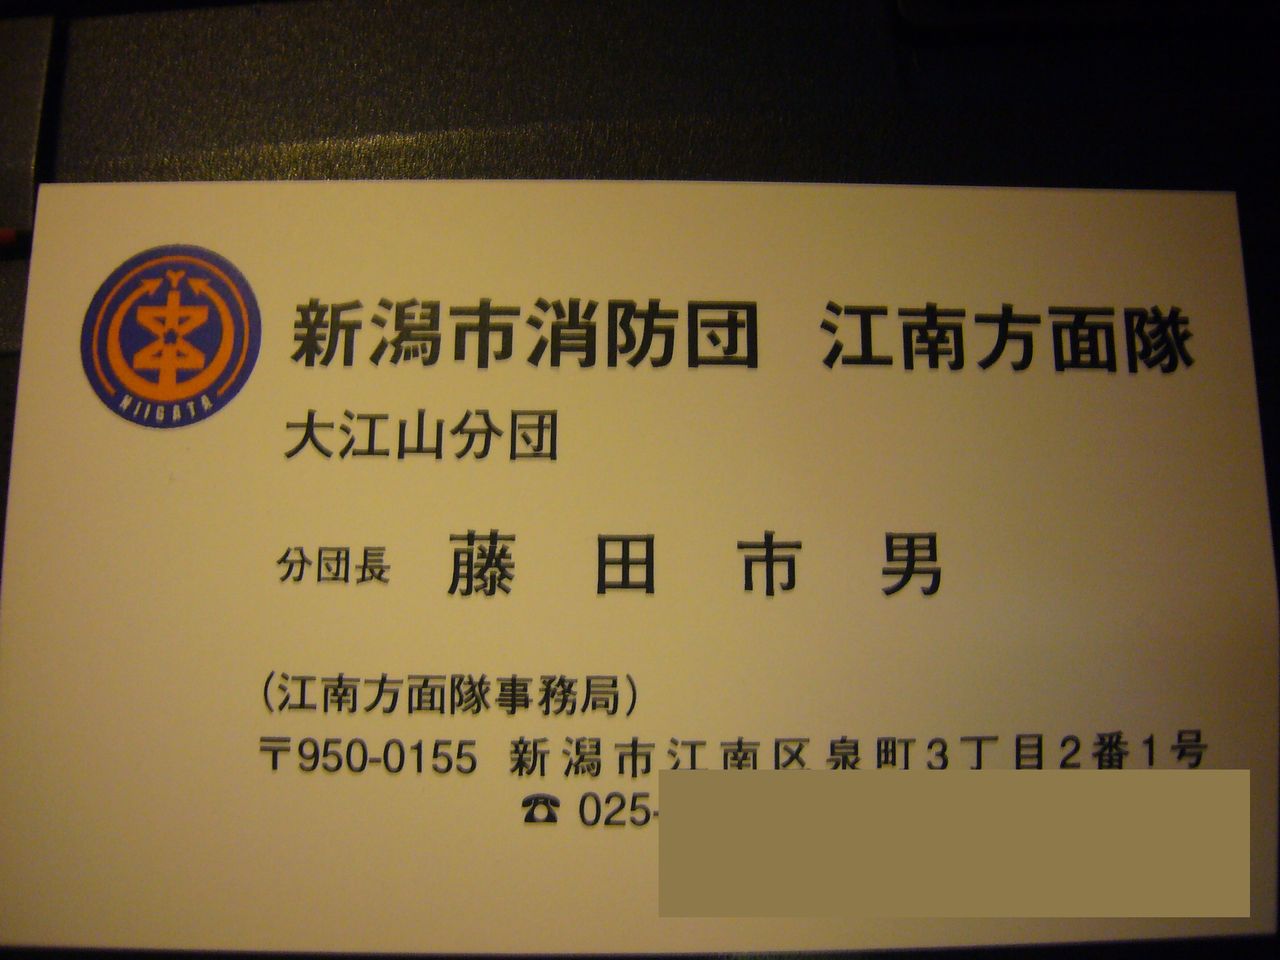 NIIGATA
新潟市消防団　江南方面隊
大江山分団
分団長　藤　田　市　男
（江南方面隊事務局）
〒950-0155 新潟市江南区泉町3丁目2番1号
☎ 025-